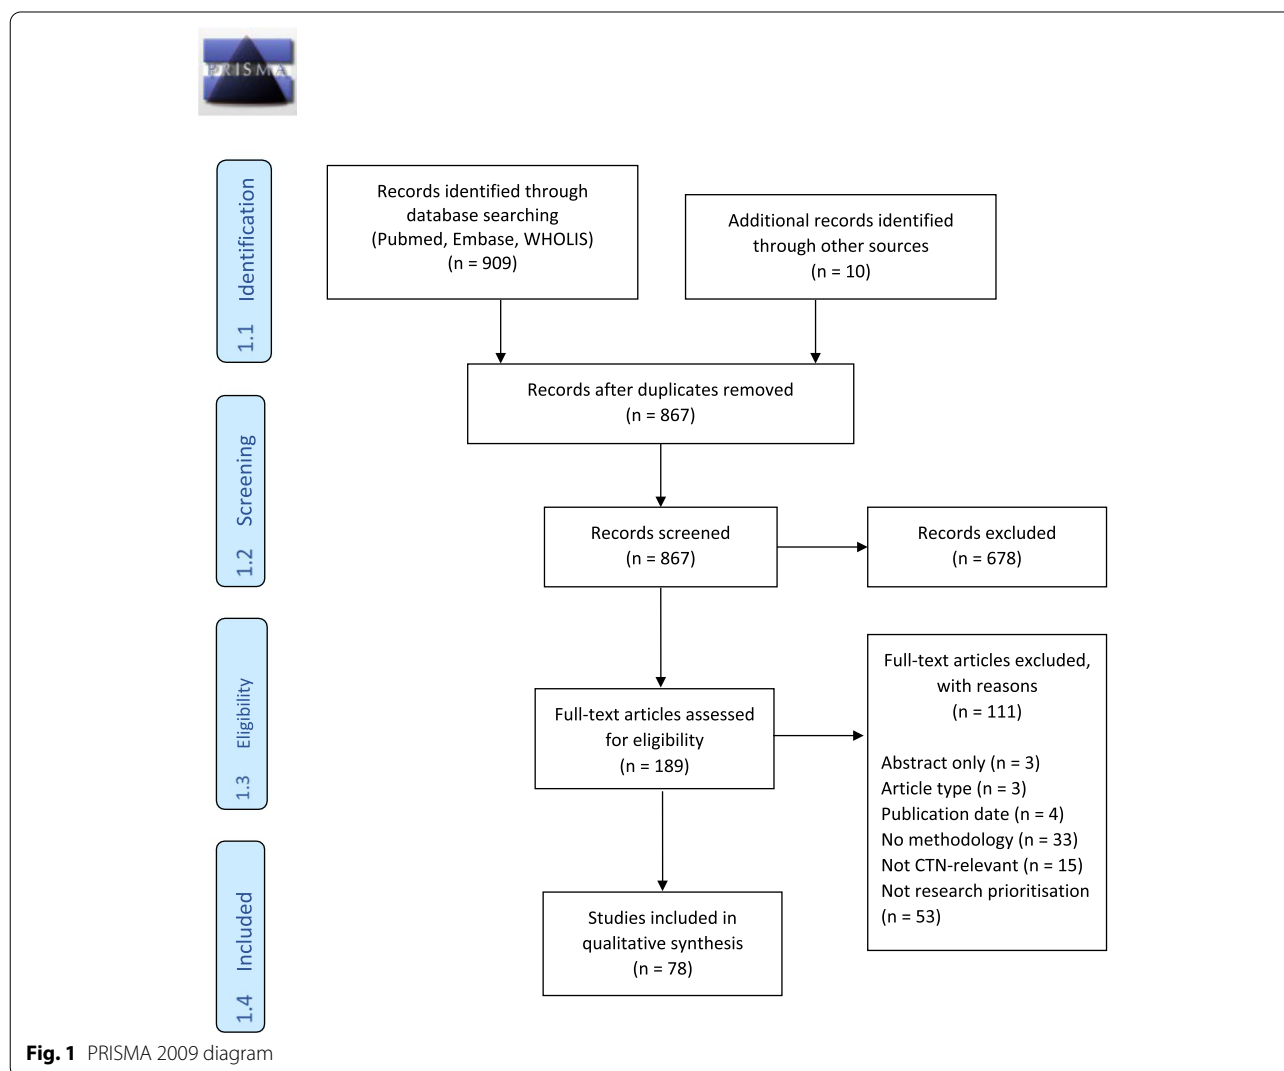 PRISMA
1.1 Identification
Records identified through
database searching
(Pubmed, Embase, WHOLIS)
(n = 909)
Additional records identified
through other sources
(n = 10)
Records after duplicates removed
(n = 867)
1.2 Screening
Records screened
(n = 867)
Records excluded
(n = 678)
1.3 Eligibility
Full-text articles assessed
for eligibility
(n = 189)
Full-text articles excluded,
with reasons
(n = 111)
Abstract only (n = 3)
Article type (n = 3)
Publication date (n = 4)
No methodology (n = 33)
Not CTN-relevant (n = 15)
Not research prioritisation
(n = 53)
1.4 Included
Studies included in
qualitative synthesis
(n = 78)
Fig. 1 PRISMA 2009 diagram